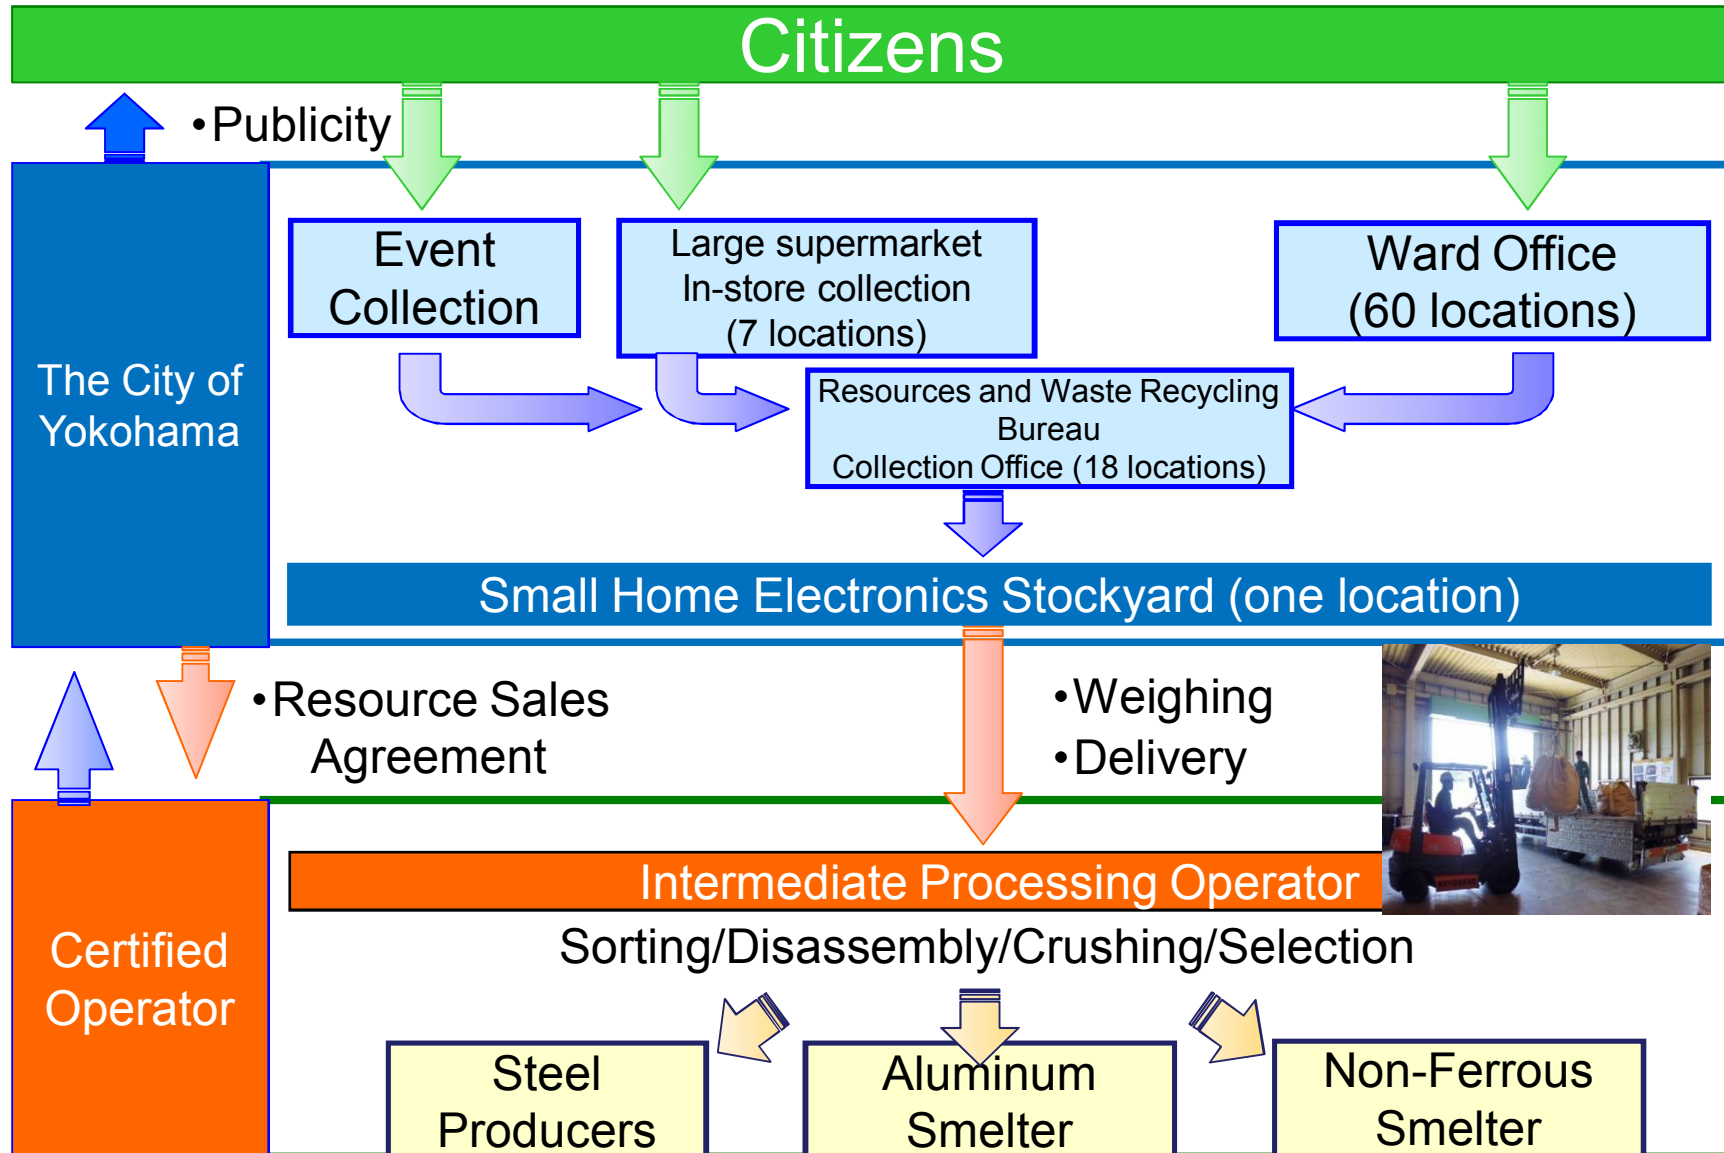 Citizens
•Publicity
The City of
Yokohama
Event
Collection
Large supermarket
In-store collection
(7 locations)
Ward Office
(60 locations)
Resources and Waste Recycling
Bureau
Collection Office (18 locations)
Small Home Electronics Stockyard (one location)
•Resource Sales
Agreement
•Weighing
•Delivery
Certified
Operator
Intermediate Processing Operator
Sorting/Disassembly/Crushing/Selection
Steel
Producers
Aluminum
Smelter
Non-Ferrous
Smelter